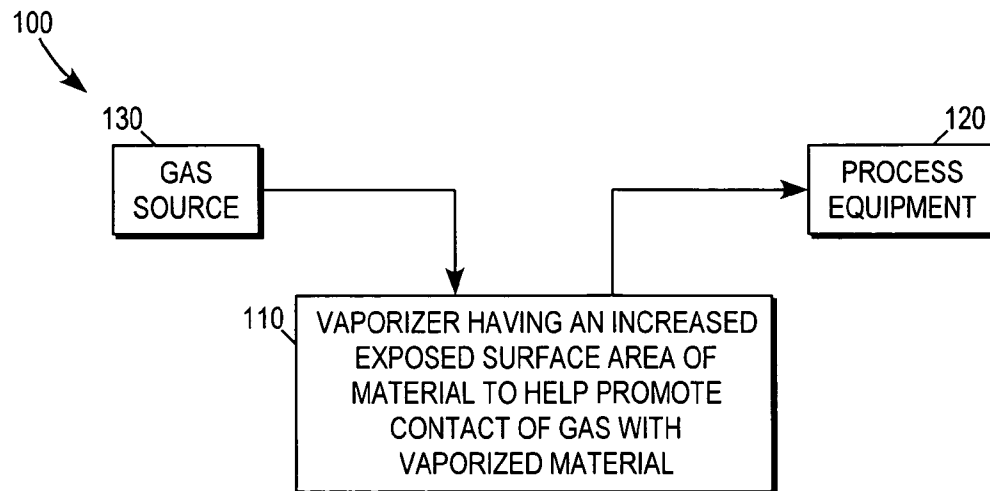 100
130
GAS
SOURCE
120
PROCESS
EQUIPMENT
110
VAPORIZER HAVING AN INCREASED
EXPOSED SURFACE AREA OF
MATERIAL TO HELP PROMOTE
CONTACT OF GAS WITH
VAPORIZED MATERIAL